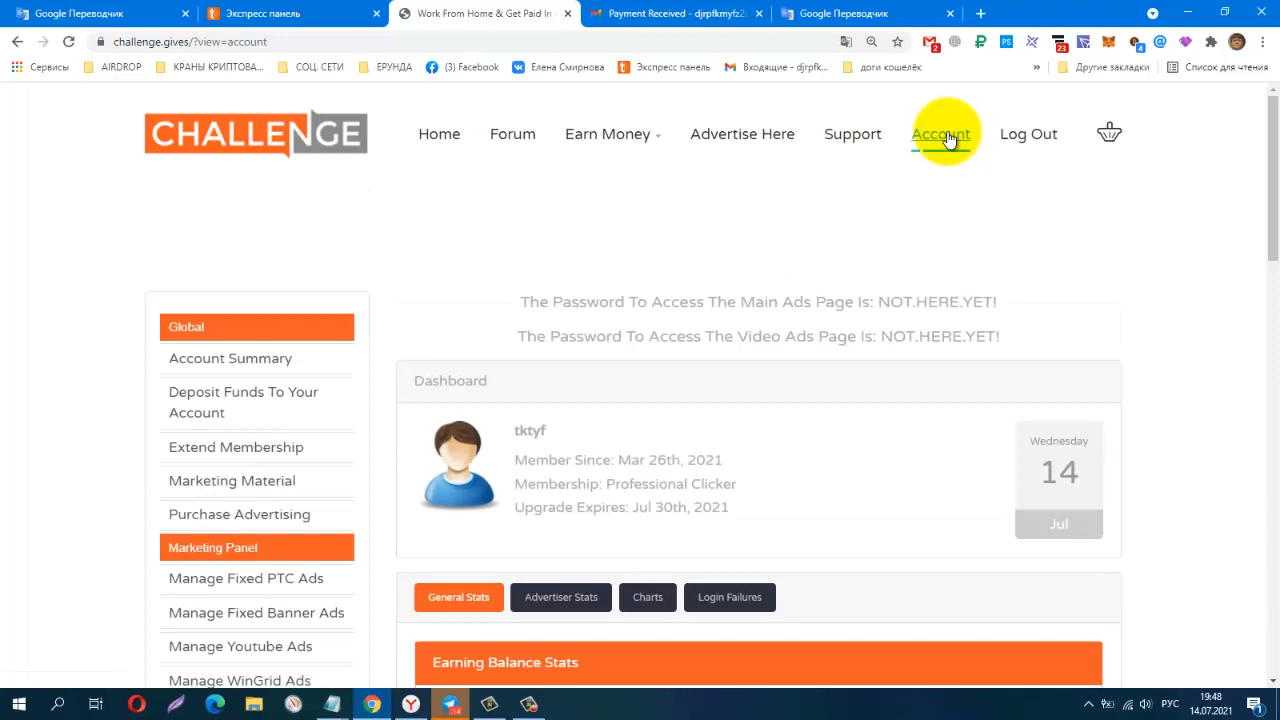 Google Переводчик
Экспресс панель
Work From Home & Get Paid In
Payment Received - djrpfkmyfz2
Google Переводчик
challenge.gives/?view=account
2
23
4
Сервисы
AIRDROP
КРАНЫ КРИПТОВА...
СОЦ. СЕТИ
ЕРУНДА
(3) Facebook
Елена Смирнова
Экспресс панель
Входящие - djrpfk...
доги кошелёк
»
Другие закладки
Список для чтения
CHALLENGE
Home
Forum
Earn Money
Advertise Here
Support
Account
Log Out
The Password To Access The Main Ads Page Is: NOT.HERE.YET!
The Password To Access The Video Ads Page Is: NOT.HERE.YET!
Global
Account Summary
Deposit Funds To Your
Account
Extend Membership
Marketing Material
Purchase Advertising
Marketing Panel
Manage Fixed PTC Ads
Manage Fixed Banner Ads
Manage Youtube Ads
Manage WinGrid Ads
Dashboard
tktyf
Member Since: Mar 26th, 2021
Membership: Professional Clicker
Upgrade Expires: Jul 30th, 2021
Wednesday
14
Jul
General Stats
Advertiser Stats
Charts
Login Failures
Earning Balance Stats
14
РУС
19:48
14.07.2021
1